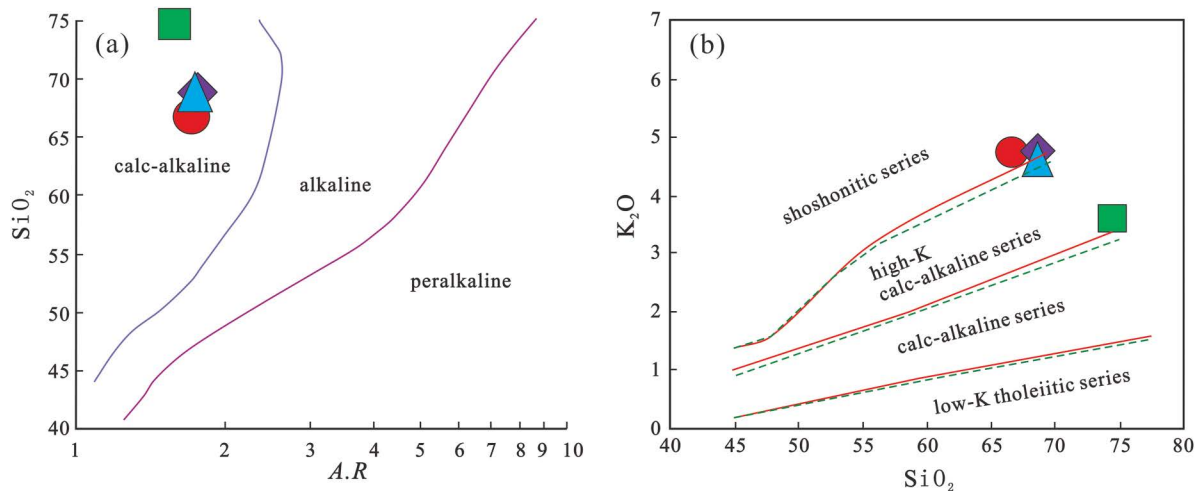 (a)
SiO₂
75
70
65
60
55
50
45
40
calc-alkaline
alkaline
peralkaline
1
2
3
4
5
6
7
8
9
10
A.R
(b)
K₂O
7
6
5
4
3
2
1
0
shoshonitic series
high-K
calc-alkaline series
calc-alkaline series
low-K tholeiitic series
40
45
50
55
60
65
70
75
80
SiO₂